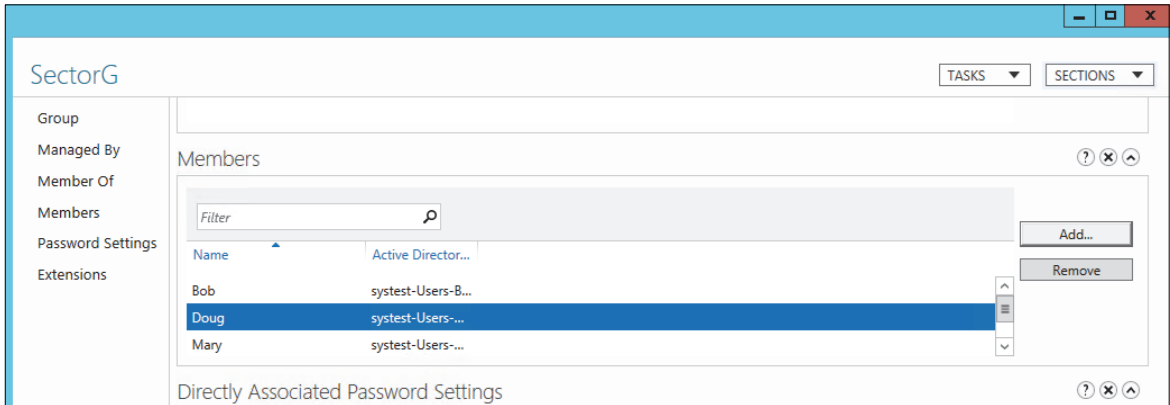 SectorG
TASKS
SECTIONS
Group
Managed By
Member Of
Members
Password Settings
Extensions
Members
Filter
Add...
Remove
Name Active Director...
Bob systest-Users-B...
Doug systest-Users-...
Mary systest-Users-...
Directly Associated Password Settings